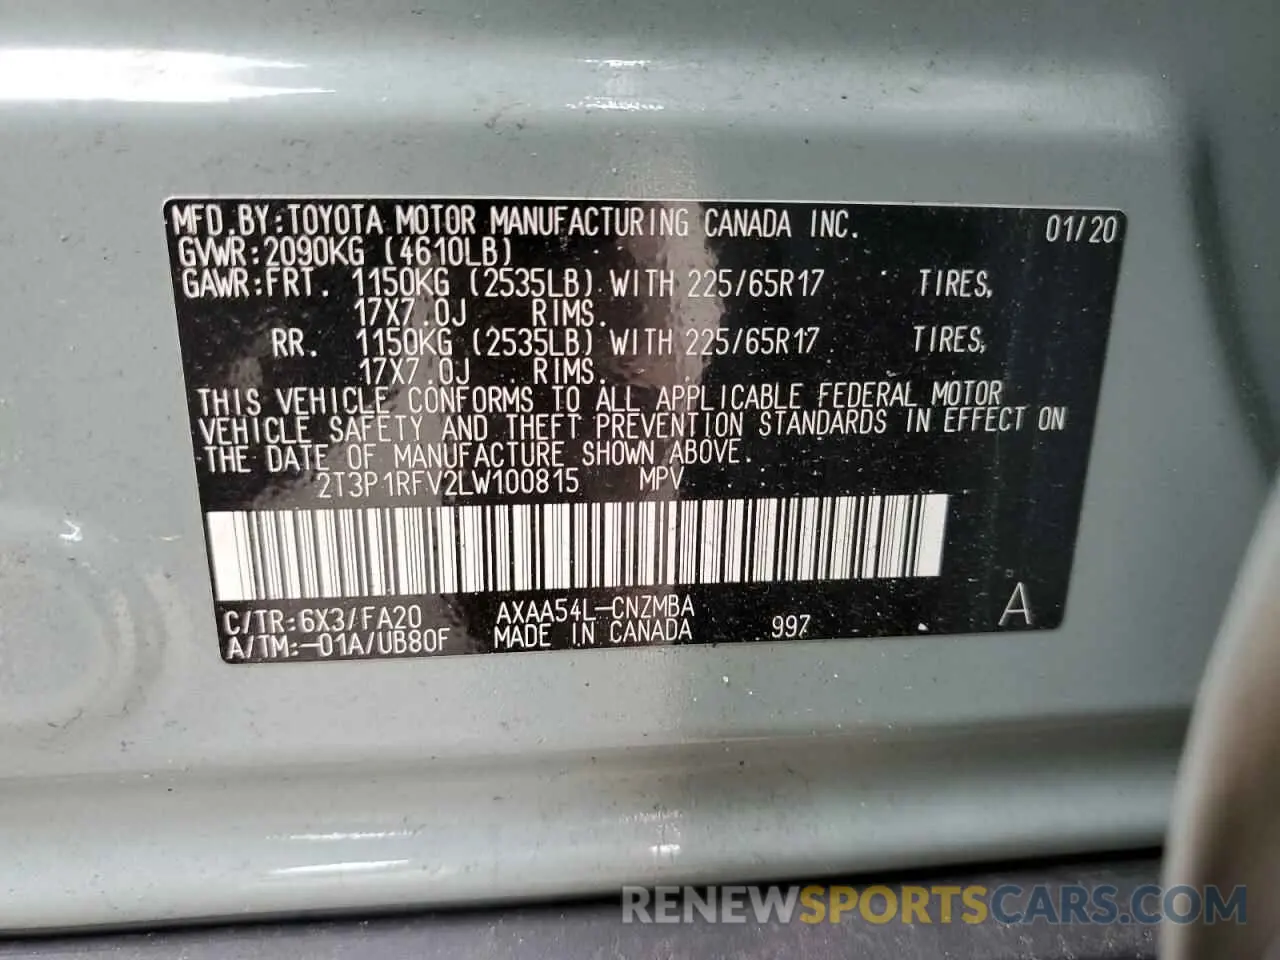 MFD.BY:TOYOTA MOTOR MANUFACTURING CANADA INC. 01/20
GVWR:2090KG (4610LB)
GAWR:FRT. 1150KG (2535LB) WITH 225/65R17 TIRES,
17X7.0J RIMS.
RR. 1150KG (2535LB) WITH 225/65R17 TIRES,
17X7.0J RIMS.
THIS VEHICLE CONFORMS TO ALL APPLICABLE FEDERAL MOTOR
VEHICLE SAFETY AND THEFT PREVENTION STANDARDS IN EFFECT ON
THE DATE OF MANUFACTURE SHOWN ABOVE.
2T3P1RFV2LW100815 MPV
C/TR:6X3/FA20 AXAA54L-CNZMBA
A/TM:-01A/UB80F MADE IN CANADA 997 A
RENEWSPORTSCARS.COM